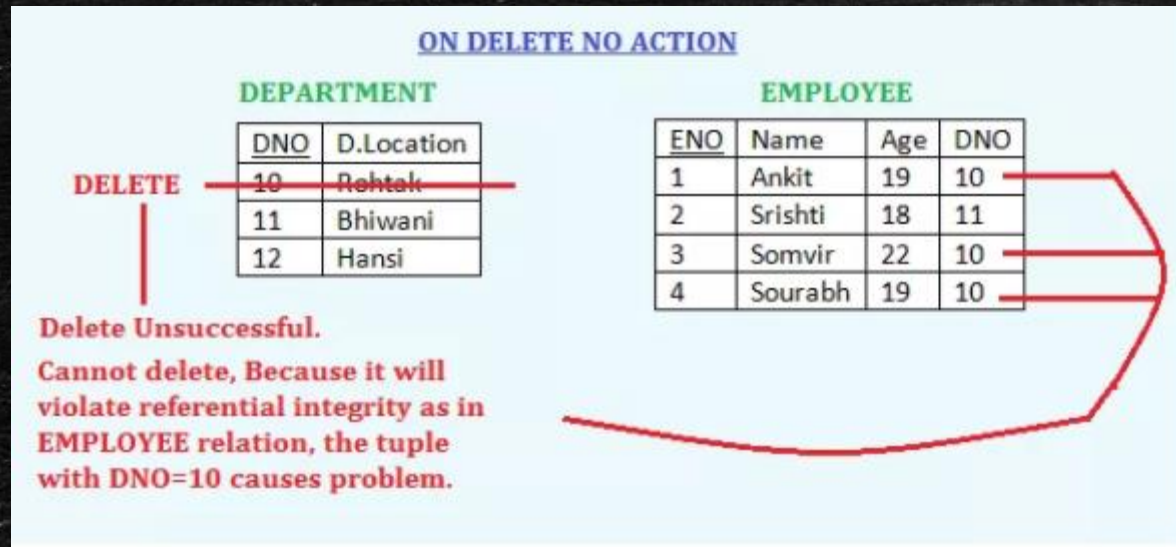 ON DELETE NO ACTION
DEPARTMENT
DNO D.Location
10 Rohtak
11 Bhiwani
12 Hansi
DELETE
Delete Unsuccessful.
Cannot delete, Because it will
violate referential integrity as in
EMPLOYEE relation, the tuple
with DNO=10 causes problem.
EMPLOYEE
ENO Name Age DNO
1 Ankit 19 10
2 Srishti 18 11
3 Somvir 22 10
4 Sourabh 19 10